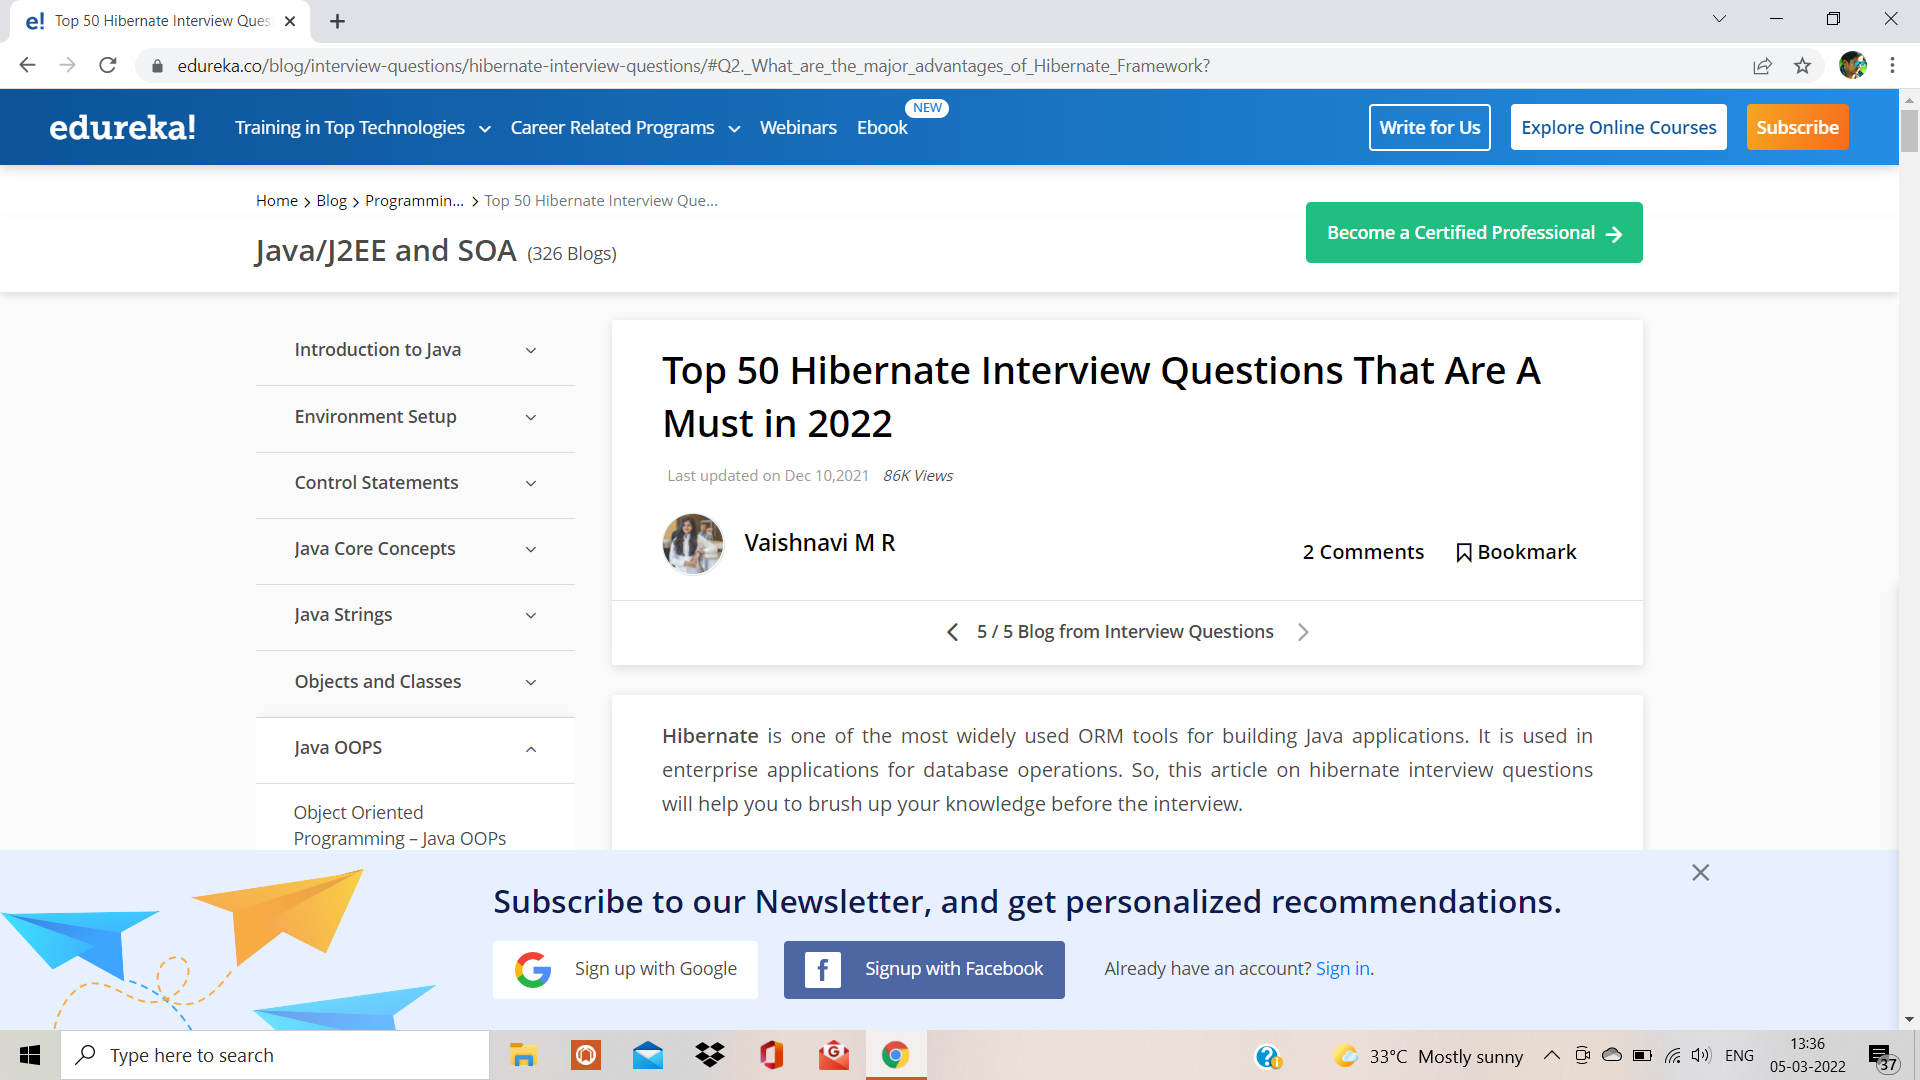 e! Top 50 Hibernate Interview Ques
edureka.co/blog/interview-questions/hibernate-interview-questions/#Q2._What_are_the_major_advantages_of_Hibernate_Framework?
edureka! Training in Top Technologies Career Related Programs Webinars Ebook NEW Write for Us Explore Online Courses Subscribe
Home > Blog > Programmin... > Top 50 Hibernate Interview Que...
Java/J2EE and SOA (326 Blogs)
Become a Certified Professional →
Introduction to Java
Environment Setup
Control Statements
Java Core Concepts
Java Strings
Objects and Classes
Java OOPS
Object Oriented
Programming – Java OOPs
Top 50 Hibernate Interview Questions That Are A
Must in 2022
Last updated on Dec 10,2021 86K Views
Vaishnavi M R
2 Comments Bookmark
5 / 5 Blog from Interview Questions
Hibernate is one of the most widely used ORM tools for building Java applications. It is used in
enterprise applications for database operations. So, this article on hibernate interview questions
will help you to brush up your knowledge before the interview.
Subscribe to our Newsletter, and get personalized recommendations.
G Sign up with Google
f Signup with Facebook
Already have an account? Sign in.
Type here to search
33°C Mostly sunny
ENG
13:36
05-03-2022
37